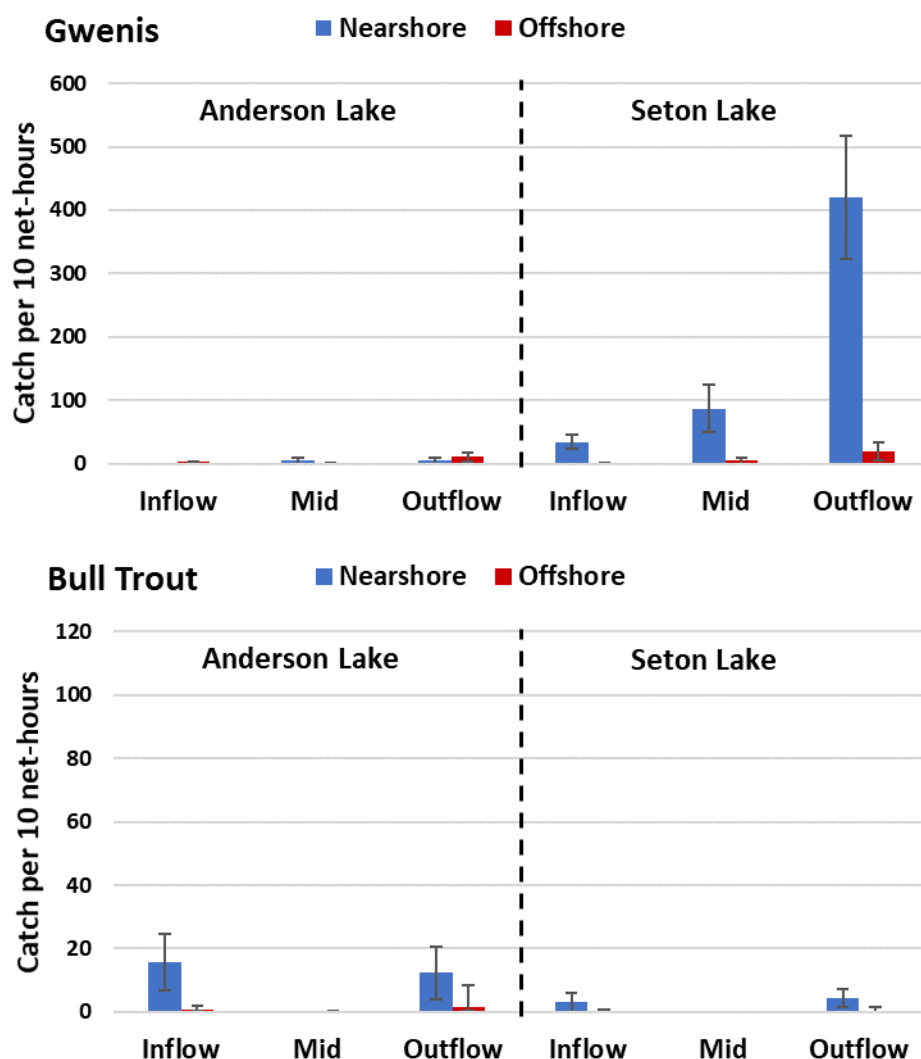 Gwenis
Nearshore Offshore
Catch per 10 net-hours
600
500
400
300
200
100
0
Anderson Lake Seton Lake
Inflow Mid Outflow Inflow Mid Outflow
Bull Trout
Nearshore Offshore
Catch per 10 net-hours
120
100
80
60
40
20
0
Anderson Lake Seton Lake
Inflow Mid Outflow Inflow Mid Outflow